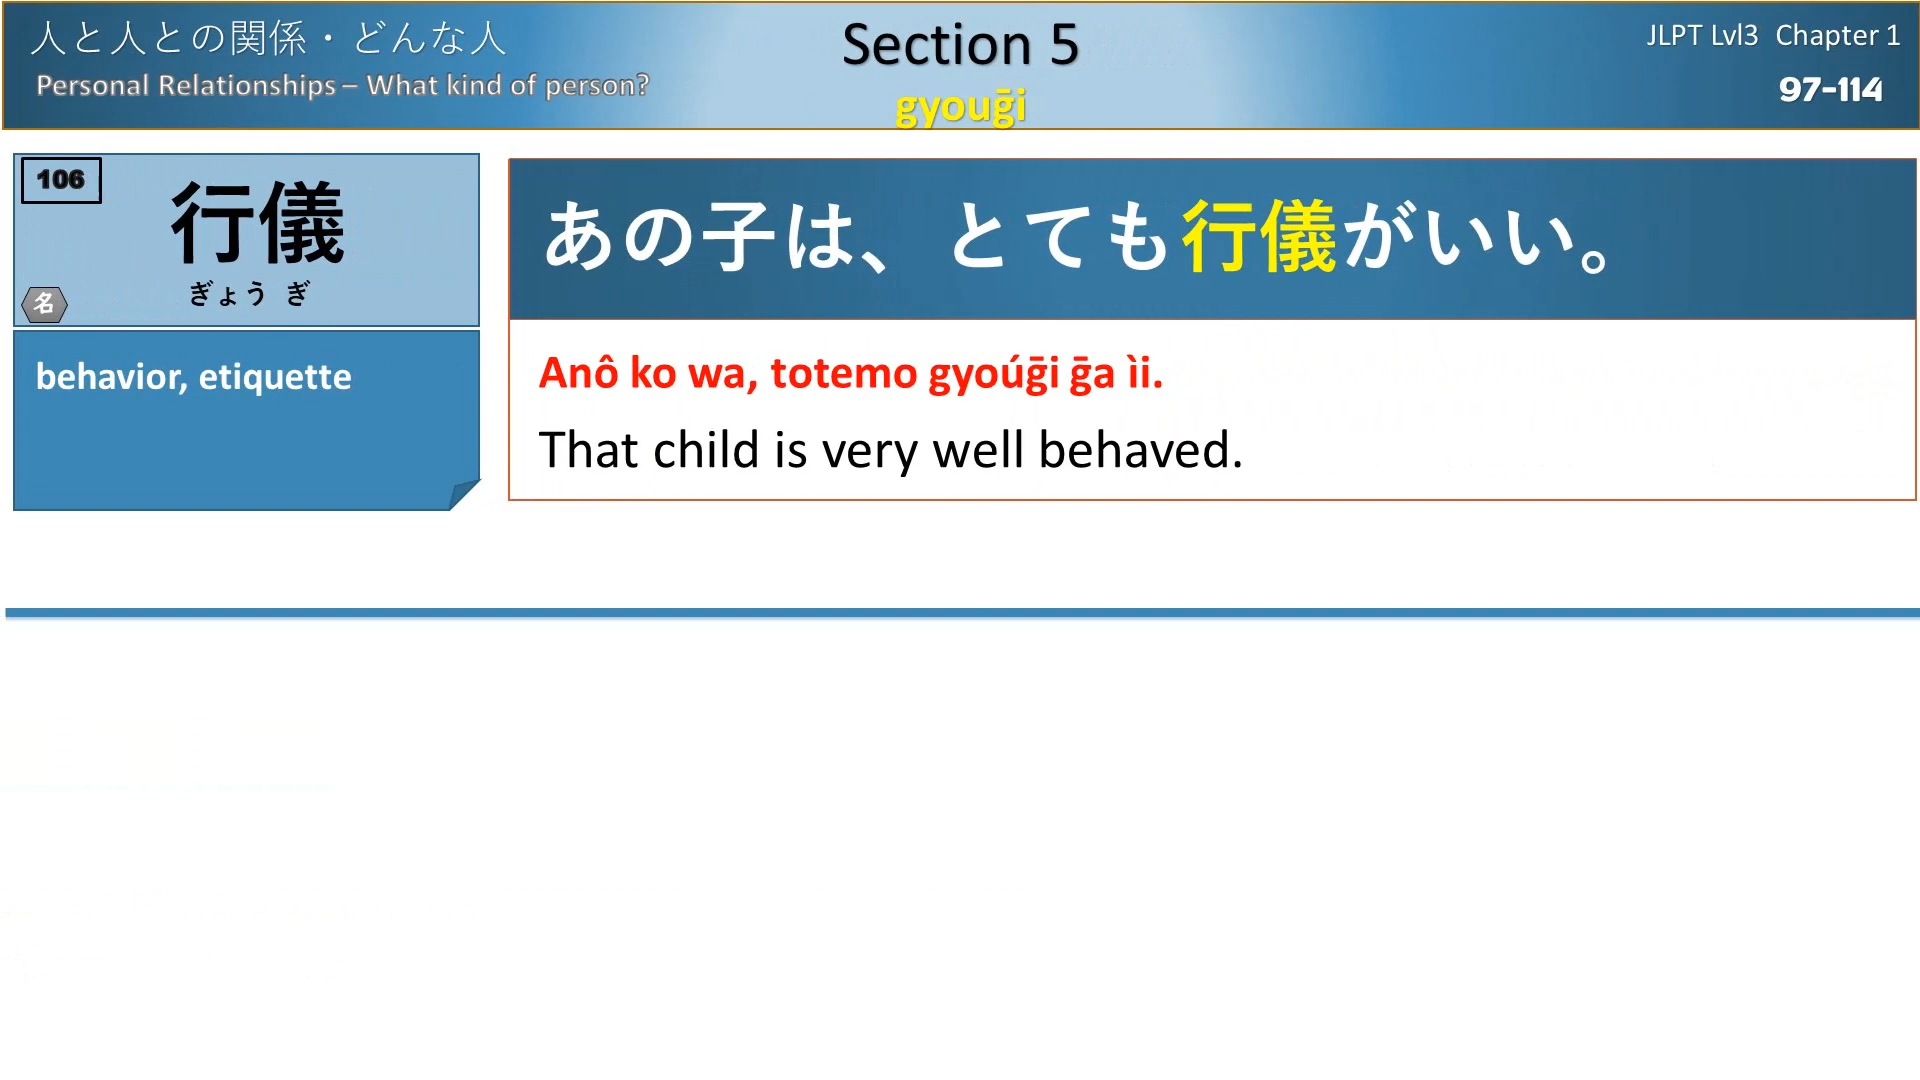 人と人との関係・どんな人
Personal Relationships – What kind of person?
Section 5
gyouḡi
JLPT Lvl3 Chapter 1
97-114
106
行儀
ぎょう ぎ
名
behavior, etiquette
あの子は、とても行儀がいい。
Anô ko wa, totemo gyoúḡi ḡa ìi.
That child is very well behaved.